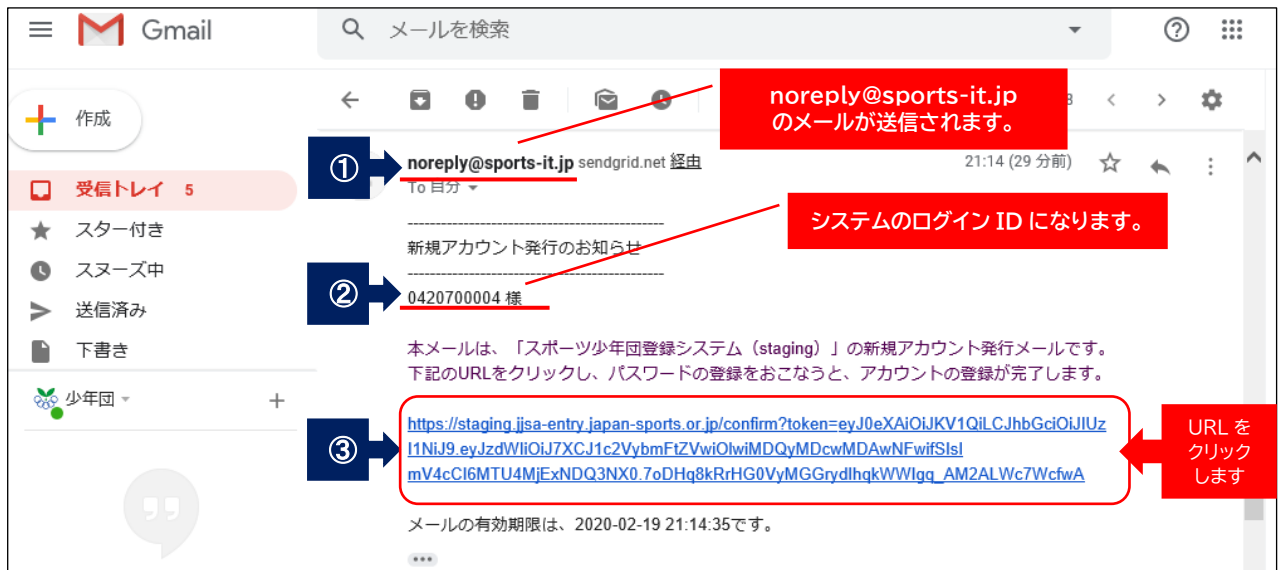 Gmail
メールを検索
作成
noreply@sports-it.jp
のメールが送信されます。
①
noreply@sports-it.jp sendgrid.net 経由
21:14 (29 分前)
To 自分
受信トレイ 5
スター付き
スヌーズ中
送信済み
下書き
少年団
システムのログイン ID になります。
----------------------------------------------
新規アカウント発行のお知らせ
----------------------------------------------
②
0420700004 様
本メールは、「スポーツ少年団登録システム（staging）」の新規アカウント発行メールです。
下記のURLをクリックし、パスワードの登録をおこなうと、アカウントの登録が完了します。
③
https://staging.jjsa-entry.japan-sports.or.jp/confirm?token=eyJ0eXAiOiJKV1QiLCJhbGciOiJIUz
I1NiJ9.eyJzdWIiOiJ7XCJ1c2VybmFtZVwiOlwiMDQyMDcwMDAwNFwifSIsI
mV4cCI6MTU4MjExNDQ3NX0.7oDHq8kRrHG0VyMGGrydlhqkWWIgq_AM2ALWc7WcfwA
URL を
クリック
します
メールの有効期限は、2020-02-19 21:14:35です。